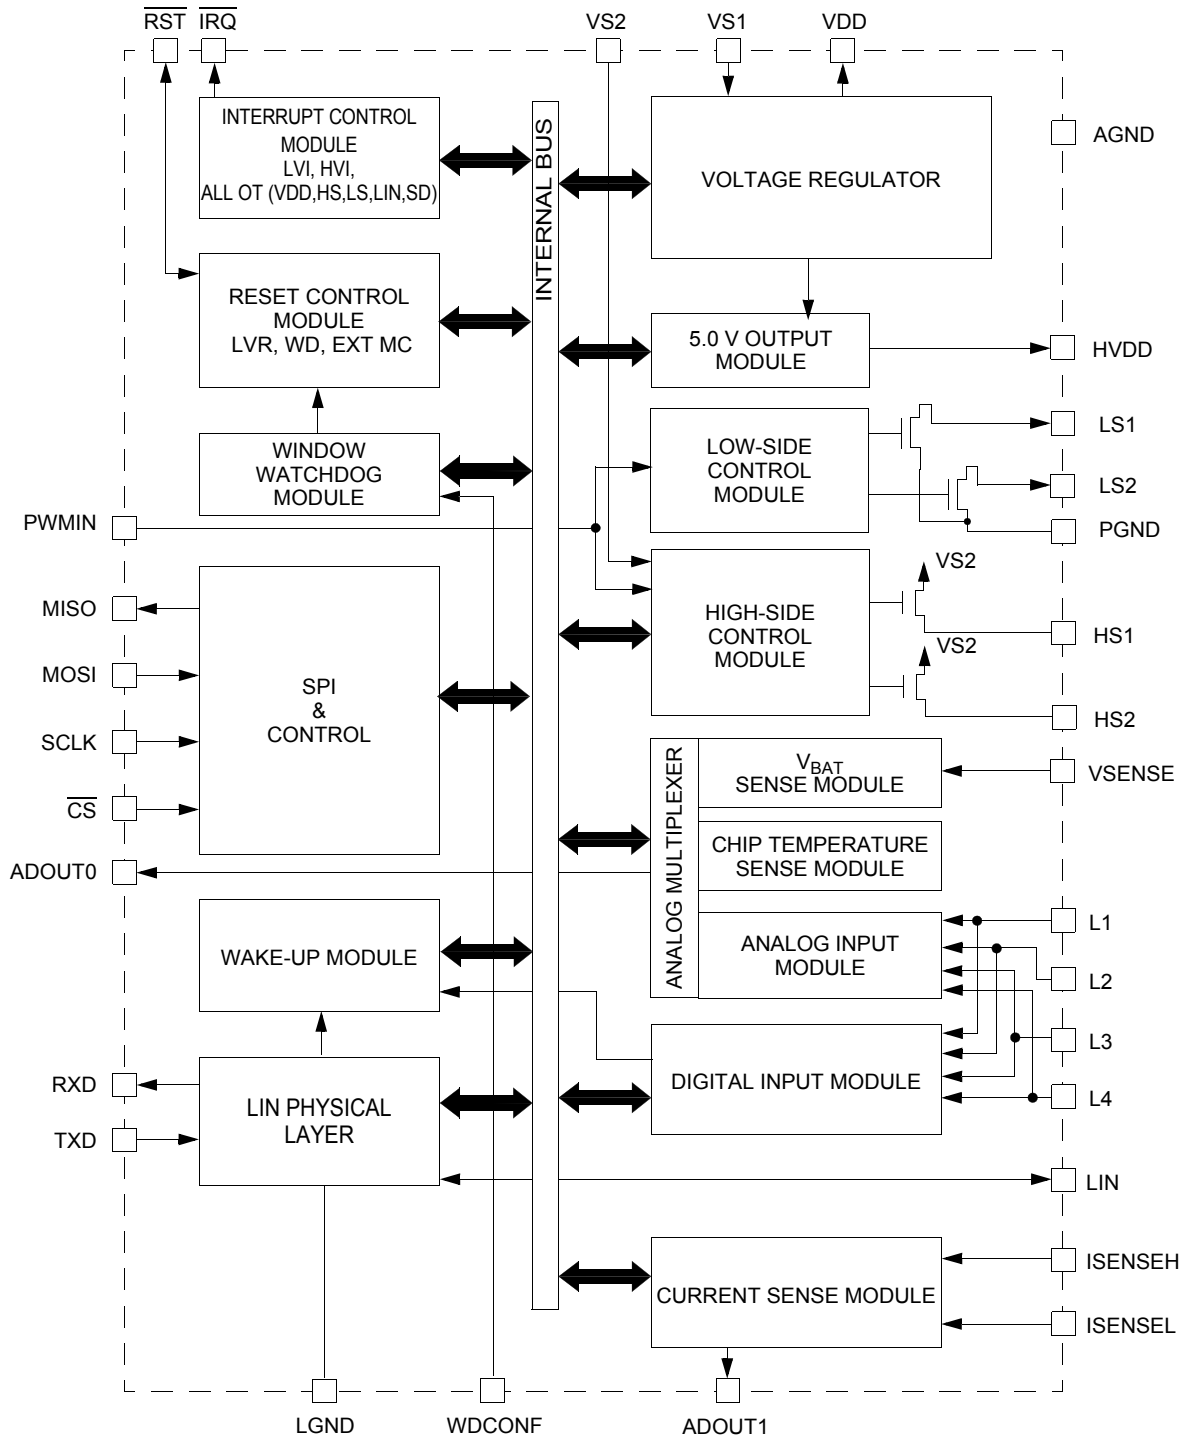 RST IRQ VS2 VS1 VDD
INTERRUPT CONTROL
MODULE
LVI, HVI,
ALL OT (VDD,HS,LS,LIN,SD)
INTERNAL BUS
VOLTAGE REGULATOR
AGND
RESET CONTROL
MODULE
LVR, WD, EXT MC
5.0 V OUTPUT
MODULE
HVDD
WINDOW
WATCHDOG
MODULE
LOW-SIDE
CONTROL
MODULE
LS1
LS2
PGND
PWMIN
SPI
&
CONTROL
MISO
MOSI
SCLK
CS
HIGH-SIDE
CONTROL
MODULE
VS2
HS1
VS2
HS2
ANALOG MULTIPLEXER
VBAT
SENSE MODULE
VSENSE
CHIP TEMPERATURE
SENSE MODULE
ADOUT0
WAKE-UP MODULE
ANALOG INPUT
MODULE
L1
L2
L3
L4
DIGITAL INPUT MODULE
RXD
TXD
LIN PHYSICAL
LAYER
LIN
CURRENT SENSE MODULE
ISENSEH
ISENSEL
LGND WDCONF ADOUT1